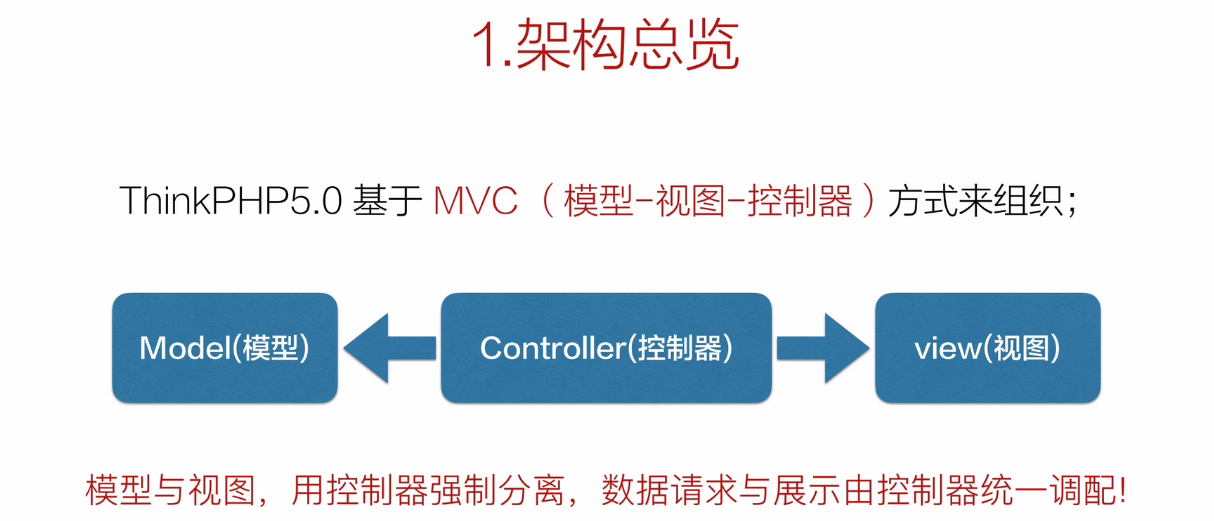 1.架构总览
ThinkPHP5.0 基于 MVC（模型-视图-控制器）方式来组织；
Model(模型)
Controller(控制器)
view(视图)
模型与视图，用控制器强制分离，数据请求与展示由控制器统一调配!